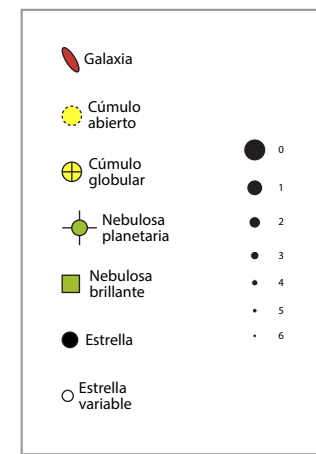 Galaxia
Cúmulo
abierto
Cúmulo
globular
Nebulosa
planetaria
Nebulosa
brillante
Estrella
Estrella
variable
0
1
2
3
4
5
6